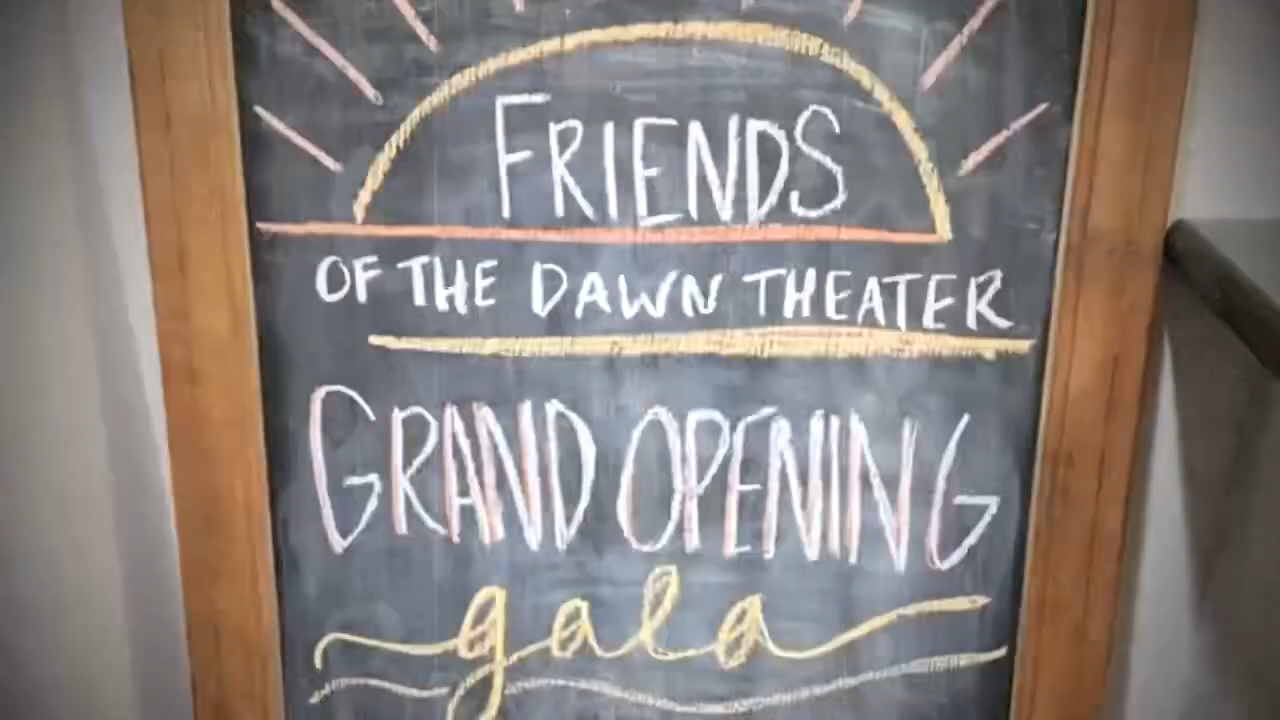 FRIENDS
OF THE DAWN THEATER
GRAND OPENING
gala